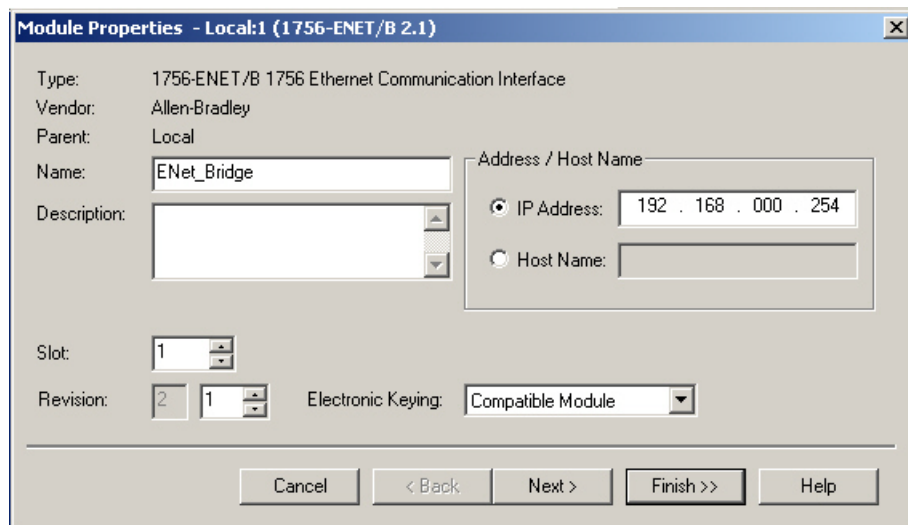 Module Properties - Local:1 (1756-ENET/B 2.1)
Type: 1756-ENET/B 1756 Ethernet Communication Interface
Vendor: Allen-Bradley
Parent: Local
Name: ENet_Bridge
Address / Host Name
Description:
IP Address: 192 . 168 . 000 . 254
Host Name:
Slot: 1
Revision: 2 1 Electronic Keying: Compatible Module
Cancel < Back Next > Finish >> Help